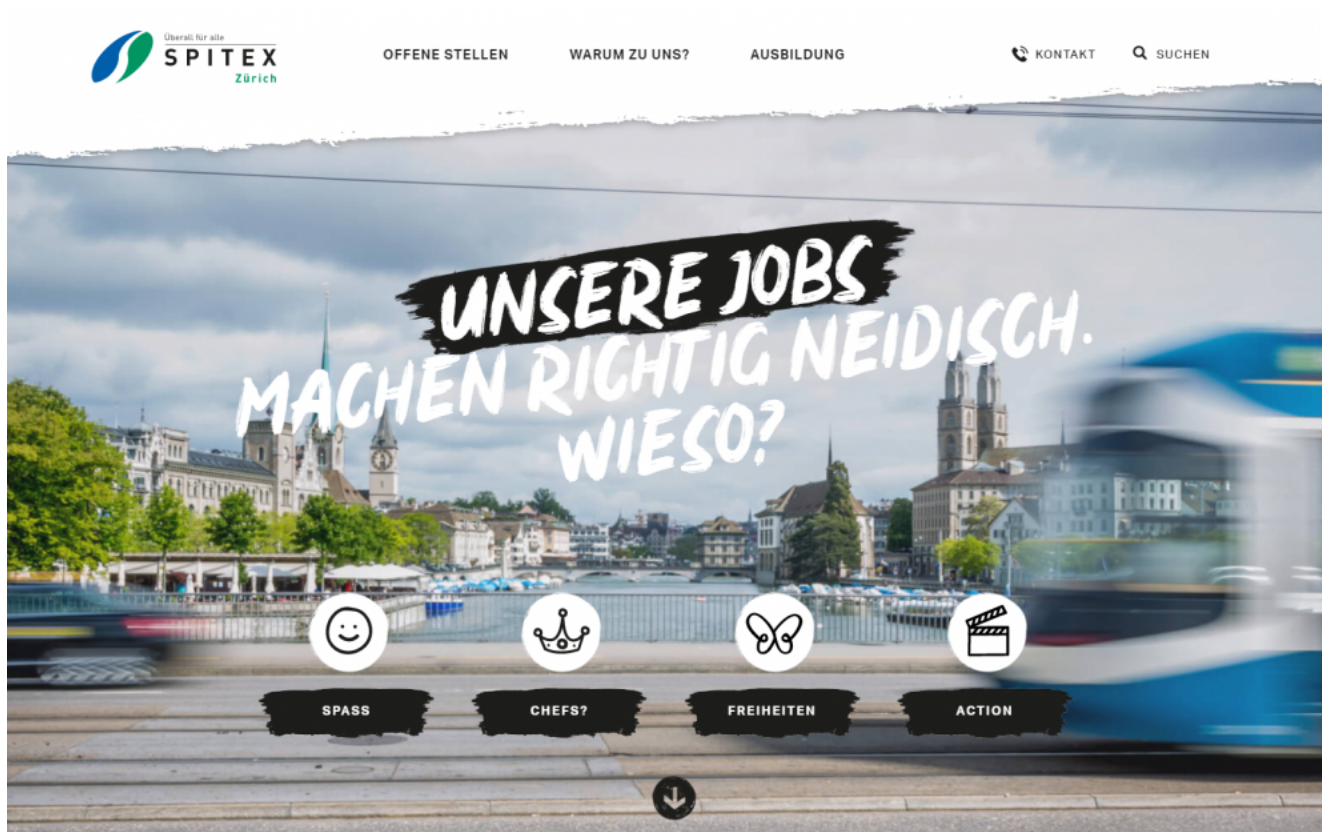 Überall für alle
SPITEX
Zürich
OFFENE STELLEN
WARUM ZU UNS?
AUSBILDUNG
KONTAKT
SUCHEN
UNSERE JOBS
MACHEN RICHTIG NEIDISCH.
WIESO?
SPASS
CHEFS?
FREIHEITEN
ACTION